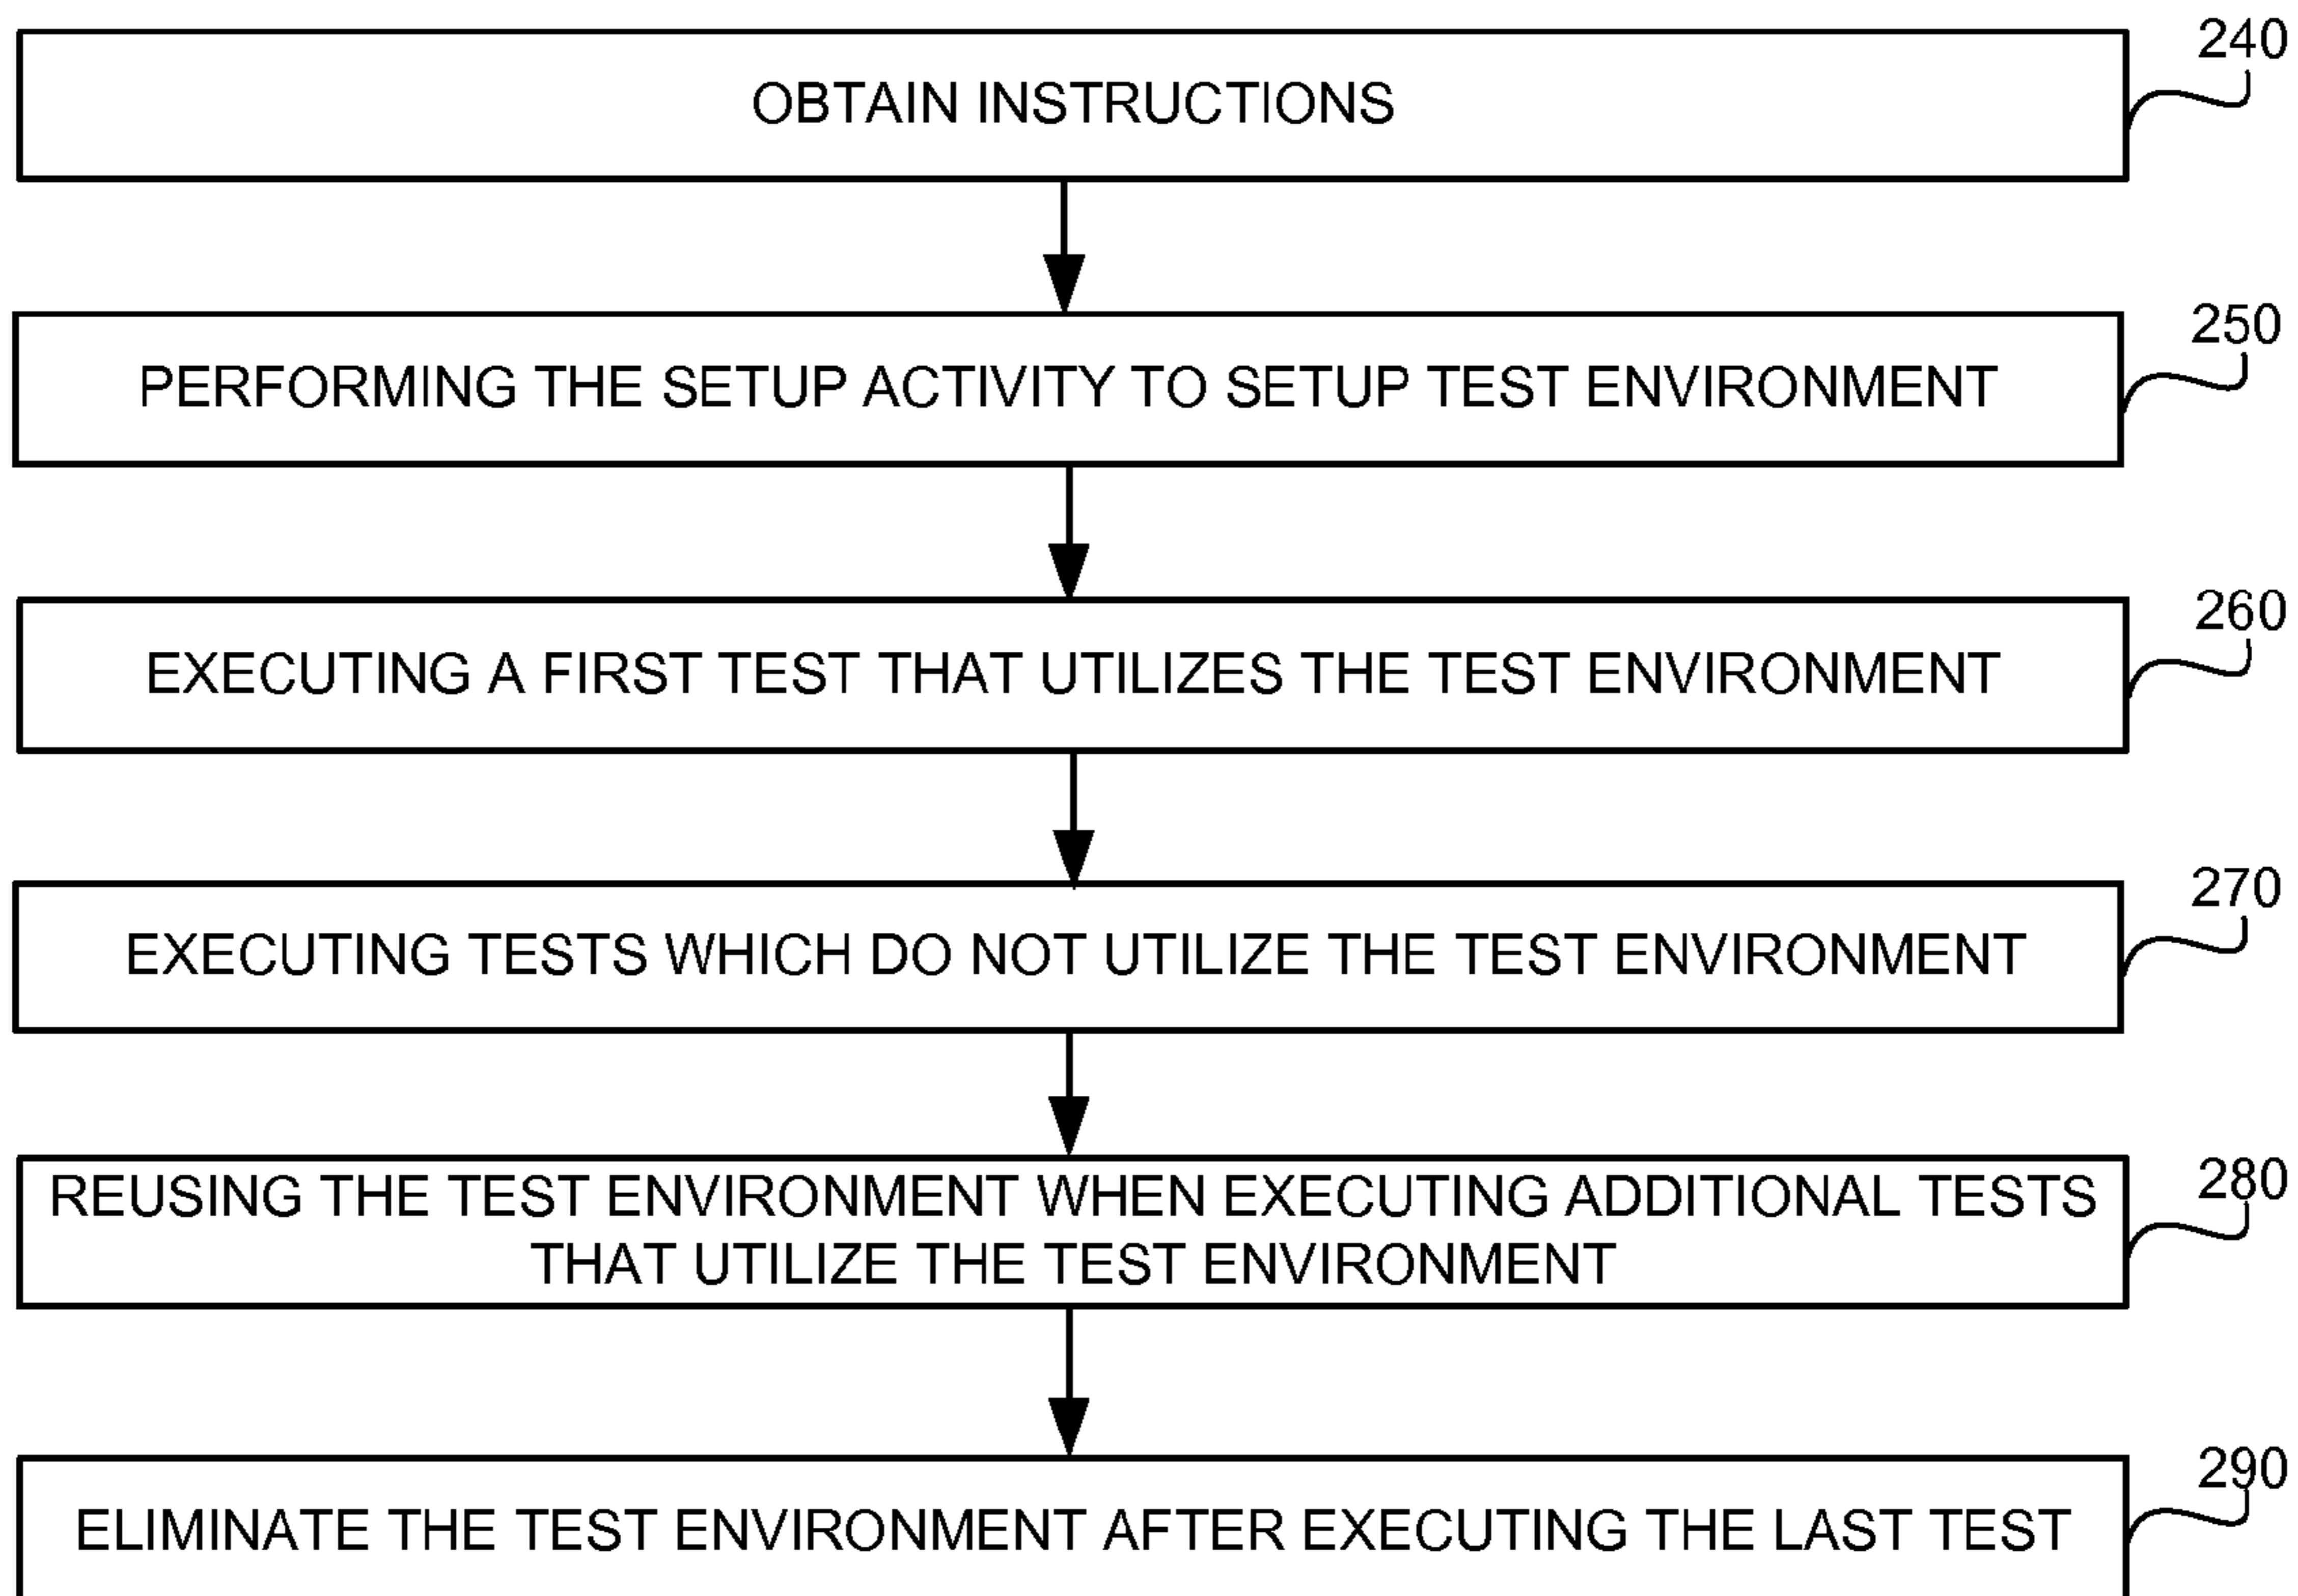 240
OBTAIN INSTRUCTIONS
250
PERFORMING THE SETUP ACTIVITY TO SETUP TEST ENVIRONMENT
260
EXECUTING A FIRST TEST THAT UTILIZES THE TEST ENVIRONMENT
270
EXECUTING TESTS WHICH DO NOT UTILIZE THE TEST ENVIRONMENT
280
REUSING THE TEST ENVIRONMENT WHEN EXECUTING ADDITIONAL TESTS
THAT UTILIZE THE TEST ENVIRONMENT
290
ELIMINATE THE TEST ENVIRONMENT AFTER EXECUTING THE LAST TEST